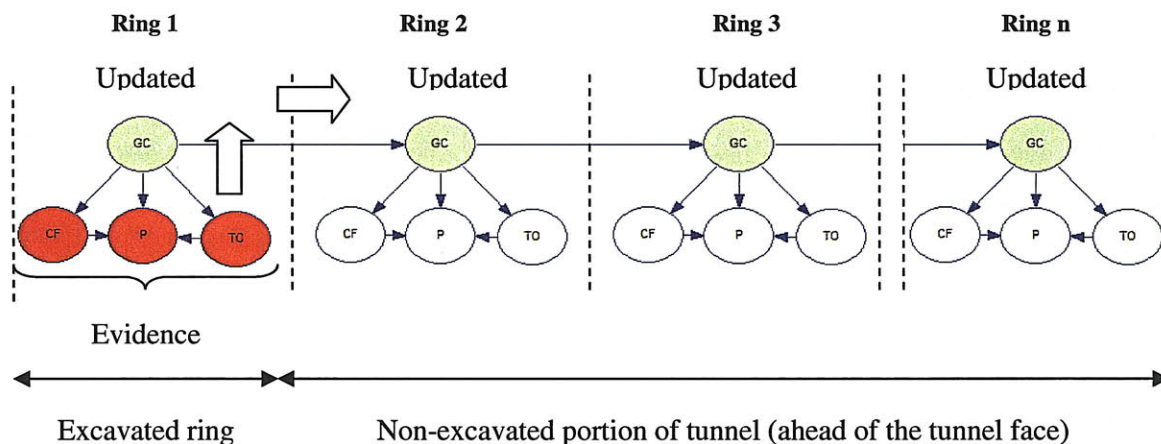 Ring 1 Ring 2 Ring 3 Ring n
Updated Updated Updated Updated
GC GC GC GC
CF P TO CF P TO CF P TO CF P TO
Evidence
Excavated ring Non-excavated portion of tunnel (ahead of the tunnel face)